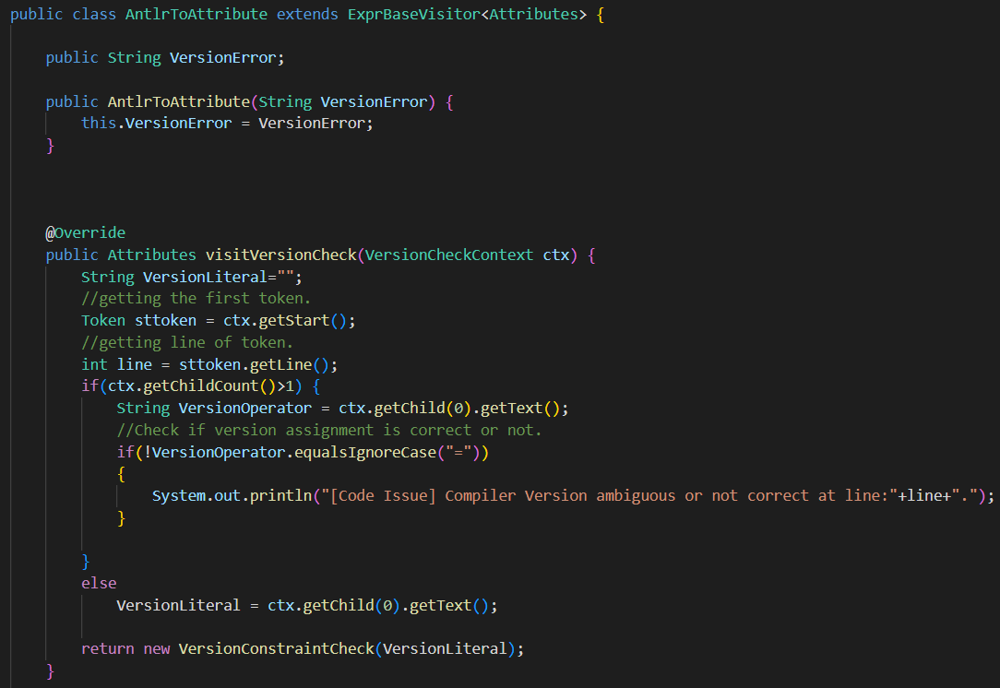 public class AntlrToAttribute extends ExprBaseVisitor<Attributes> {
public String VersionError;
public AntlrToAttribute(String VersionError) {
this.VersionError = VersionError;
}
@Override
public Attributes visitVersionCheck(VersionCheckContext ctx) {
String VersionLiteral="";
//getting the first token.
Token sttoken = ctx.getStart();
//getting line of token.
int line = sttoken.getLine();
if(ctx.getChildCount()>1) {
String VersionOperator = ctx.getChild(0).getText();
//Check if version assignment is correct or not.
if(!VersionOperator.equalsIgnoreCase("="))
{
System.out.println("[Code Issue] Compiler Version ambiguous or not correct at line:"+line+".");
}
}
else
VersionLiteral = ctx.getChild(0).getText();
return new VersionConstraintCheck(VersionLiteral);
}